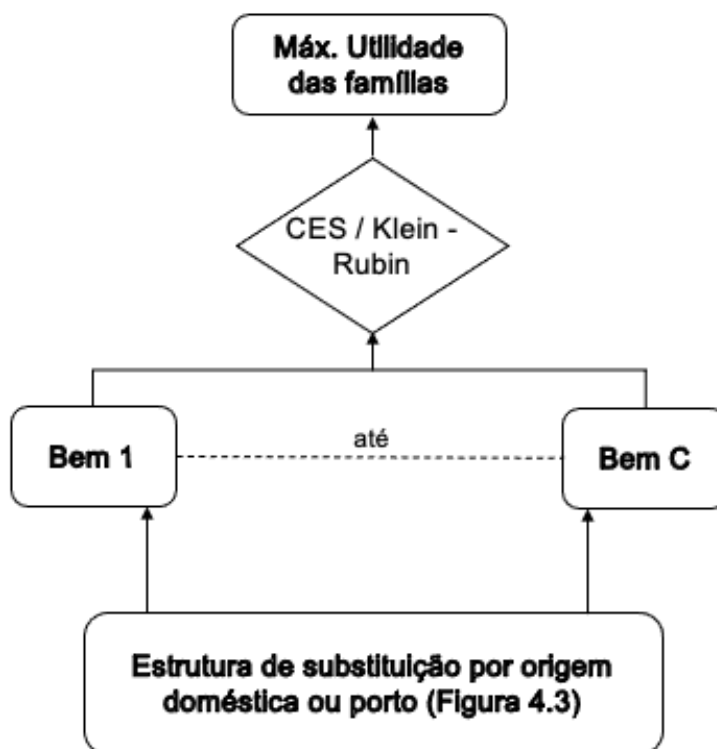 Máx. Utilidade
das famílias
CES / Klein -
Rubin
Bem 1
até
Bem C
Estrutura de substituição por origem
doméstica ou porto (Figura 4.3)